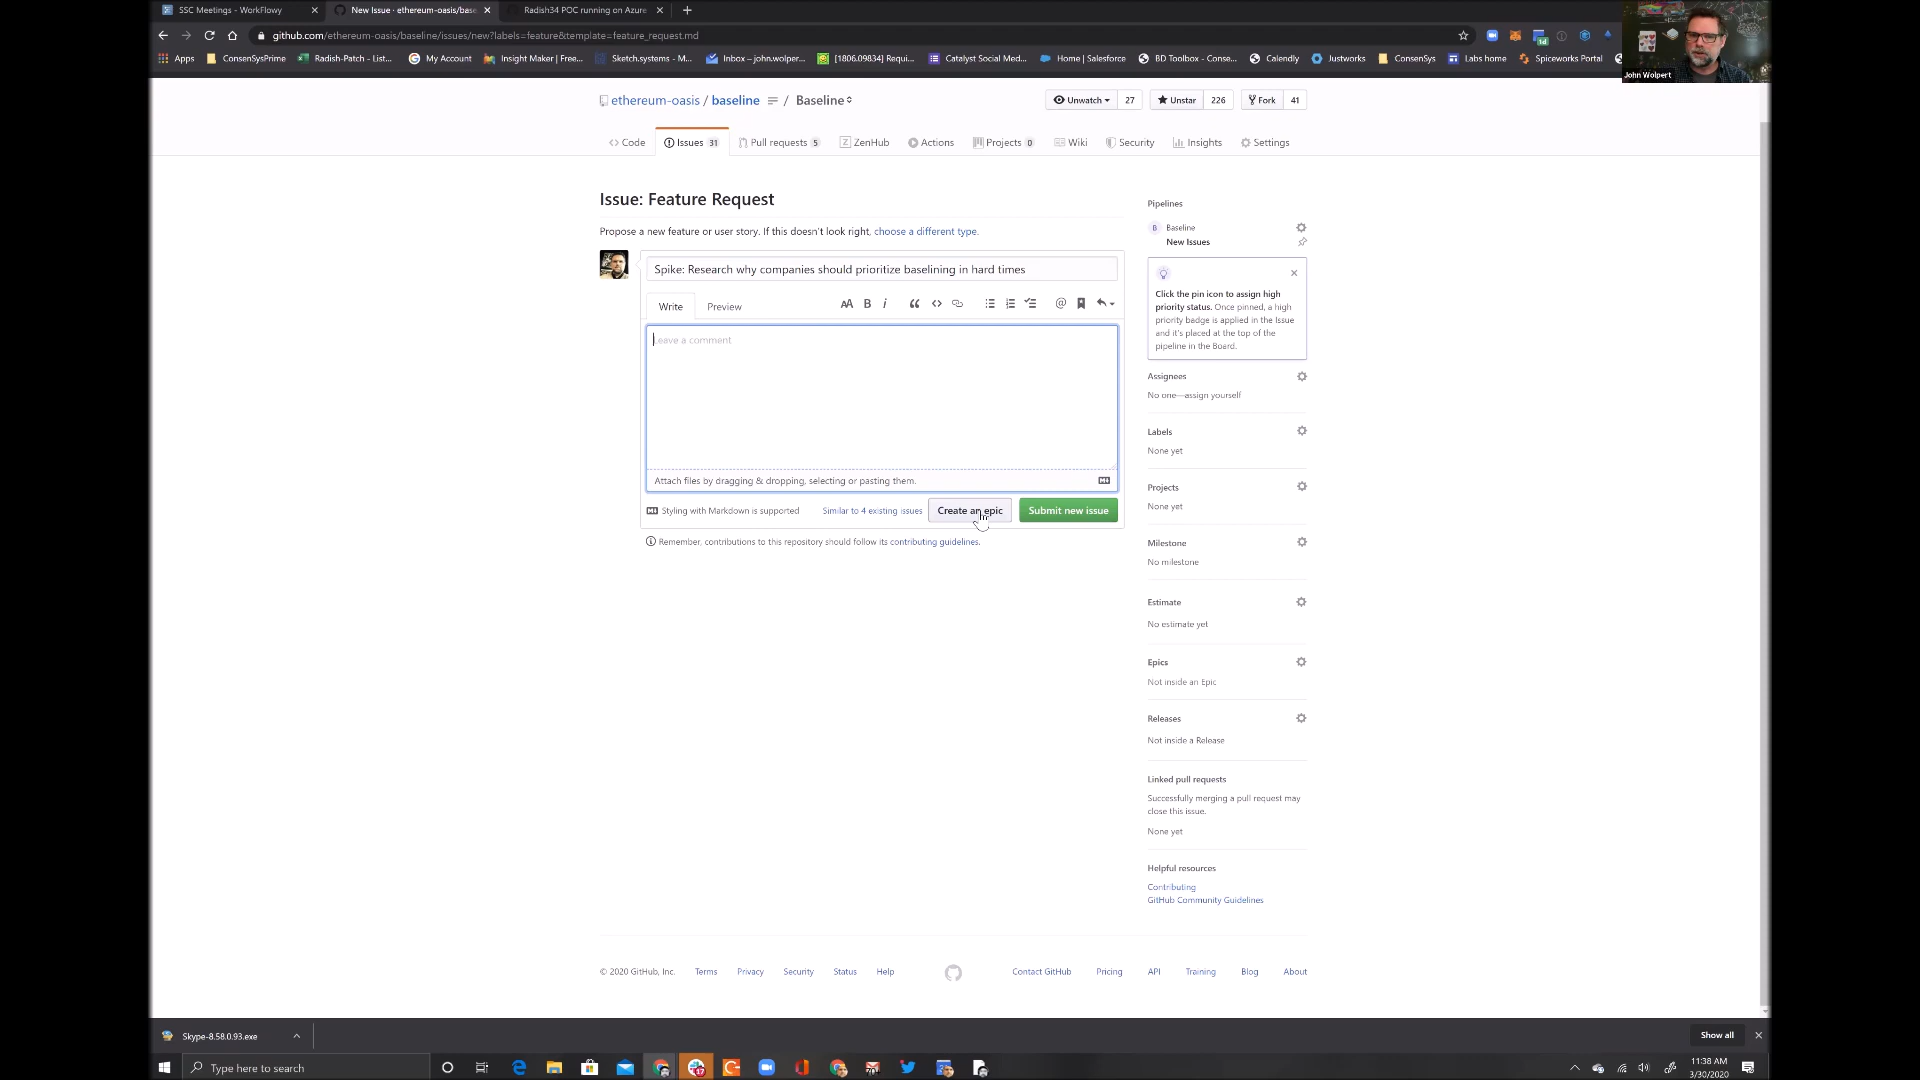 SSC Meetings - WorkFlowy
New Issue · ethereum-oasis/base
Radish34 POC running on Azure
github.com/ethereum-oasis/baseline/issues/new?labels=feature&template=feature_request.md
Apps ConsenSysPrime Radish-Patch - List... My Account Insight Maker | Free... Sketch.systems - M... Inbox – john.wolper... [1806.09834] Requi... Catalyst Social Med... Home | Salesforce BD Toolbox - Conse... Calendly Justworks ConsenSys Labs home Spiceworks Portal
John Wolpert
ethereum-oasis / baseline / Baseline
Unwatch 27 Unstar 226 Fork 41
Code Issues 31 Pull requests 5 ZenHub Actions Projects 0 Wiki Security Insights Settings
Issue: Feature Request
Propose a new feature or user story. If this doesn't look right, choose a different type.
Spike: Research why companies should prioritize baselining in hard times
Write Preview
AA B i
Leave a comment
Attach files by dragging & dropping, selecting or pasting them.
Styling with Markdown is supported
Similar to 4 existing issues
Create an epic
Submit new issue
Remember, contributions to this repository should follow its contributing guidelines.
Pipelines
B Baseline
New Issues
Click the pin icon to assign high
priority status. Once pinned, a high
priority badge is applied in the Issue
and it's placed at the top of the
pipeline in the Board.
Assignees
No one—assign yourself
Labels
None yet
Projects
None yet
Milestone
No milestone
Estimate
No estimate yet
Epics
Not inside an Epic
Releases
Not inside a Release
Linked pull requests
Successfully merging a pull request may
close this issue.
None yet
Helpful resources
Contributing
GitHub Community Guidelines
© 2020 GitHub, Inc. Terms Privacy Security Status Help Contact GitHub Pricing API Training Blog About
Skype-8.58.0.93.exe
Show all
Type here to search
17
11:38 AM
3/30/2020